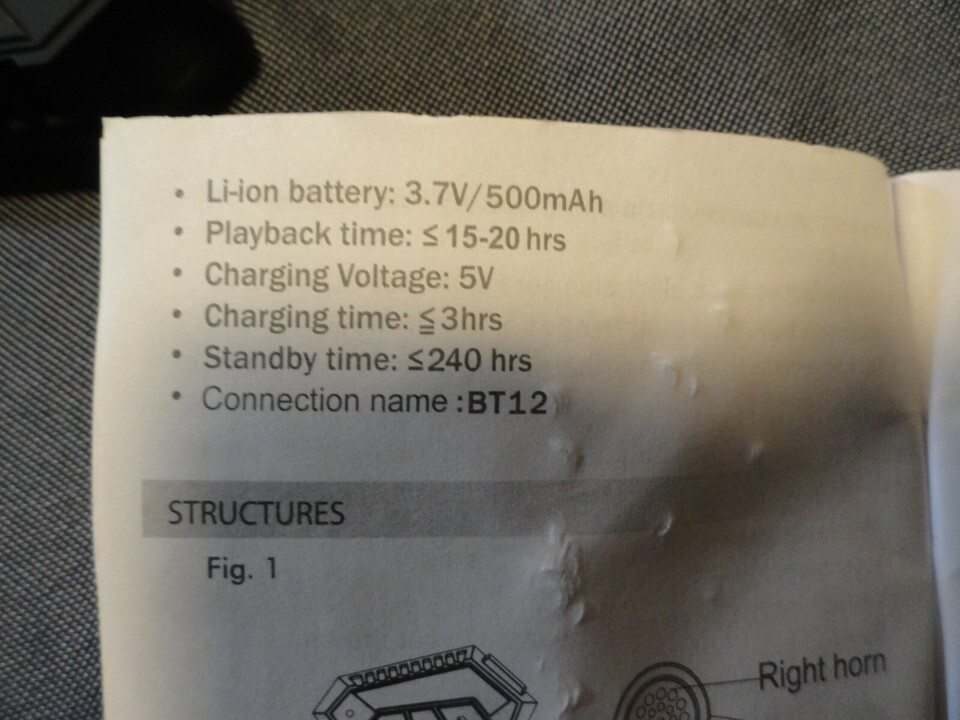 • Li-ion battery: 3.7V/500mAh
• Playback time: ≤ 15-20 hrs
• Charging Voltage: 5V
• Charging time: ≦ 3hrs
• Standby time: ≤240 hrs
• Connection name :BT12
STRUCTURES
Fig. 1
Right horn